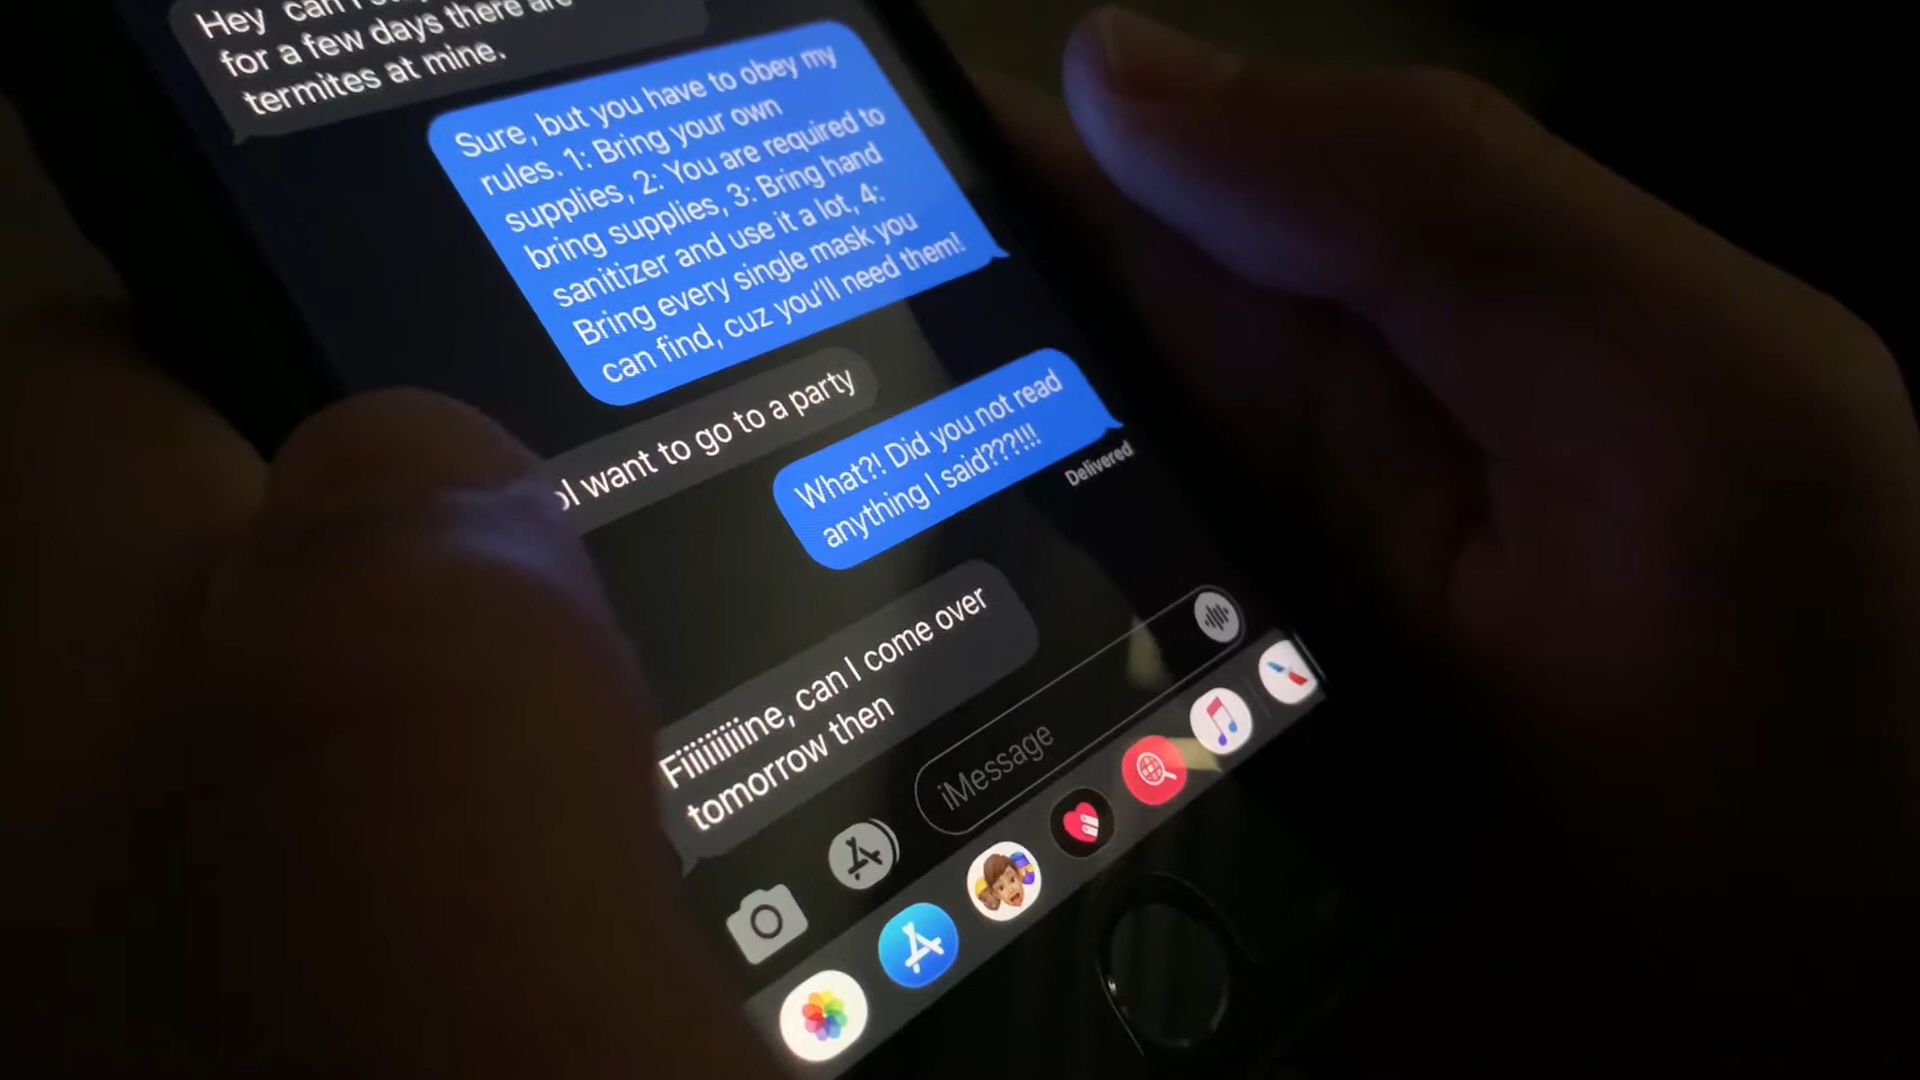 Hey can I
for a few days there are
termites at mine.
Sure, but you have to obey my
rules. 1: Bring your own
supplies, 2: You are required to
bring supplies, 3: Bring hand
sanitizer and use it a lot, 4:
Bring every single mask you
can find, cuz you'll need them!
I want to go to a party
What?! Did you not read
anything I said???!!!
Delivered
Fiiiiiiiiiine, can I come over
tomorrow then
iMessage